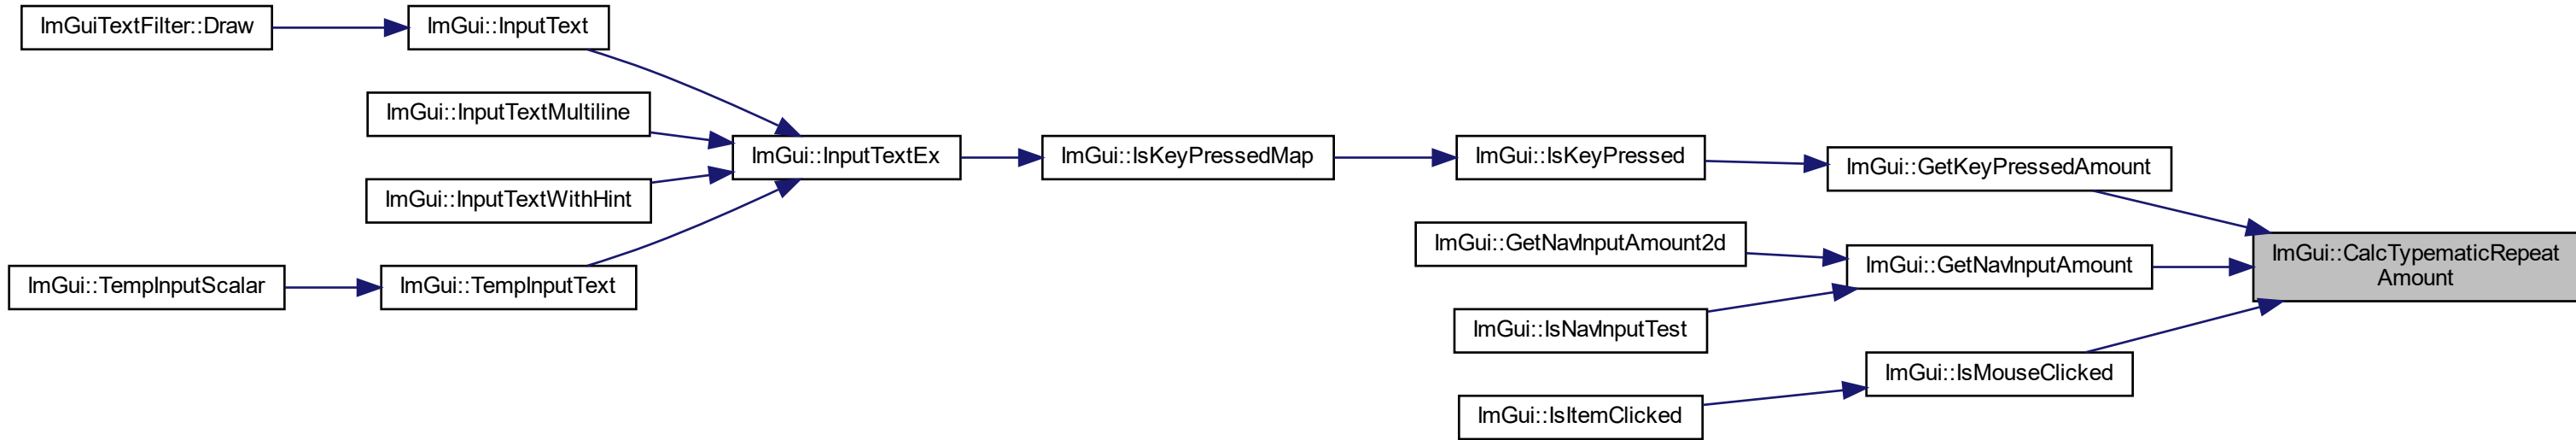 ImGuiTextFilter::Draw
ImGui::InputText
ImGui::InputTextMultiline
ImGui::InputTextEx
ImGui::IsKeyPressedMap
ImGui::IsKeyPressed
ImGui::GetKeyPressedAmount
ImGui::InputTextWithHint
ImGui::GetNavInputAmount2d
ImGui::GetNavInputAmount
ImGui::CalcTypematicRepeat
Amount
ImGui::TempInputScalar
ImGui::TempInputText
ImGui::IsNavInputTest
ImGui::IsMouseClicked
ImGui::IsItemClicked